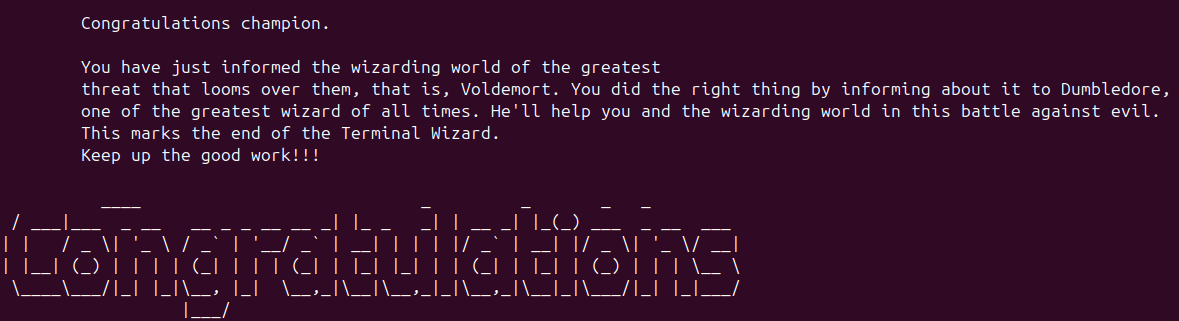 Congratulations champion.
You have just informed the wizarding world of the greatest
threat that looms over them, that is, Voldemort. You did the right thing by informing about it to Dumbledore,
one of the greatest wizard of all times. He'll help you and the wizarding world in this battle against evil.
This marks the end of the Terminal Wizard.
Keep up the good work!!!
Congratulations